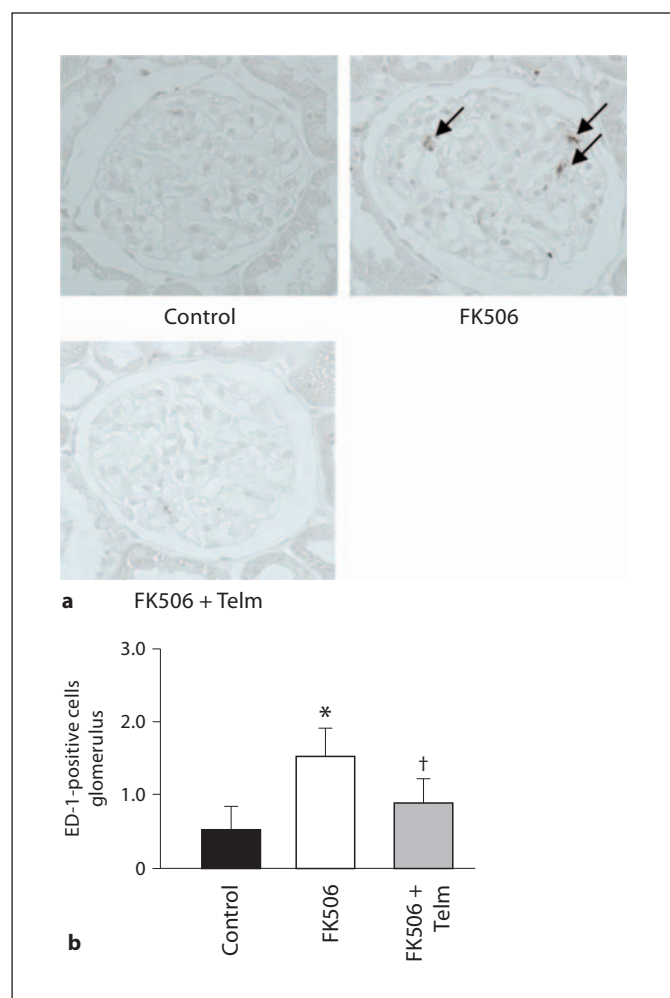 Control FK506
a FK506 + Telm
3.0
2.0
1.0
0
ED-1-positive cells
glomerulus
*
†
Control
FK506
FK506 +
Telm
b